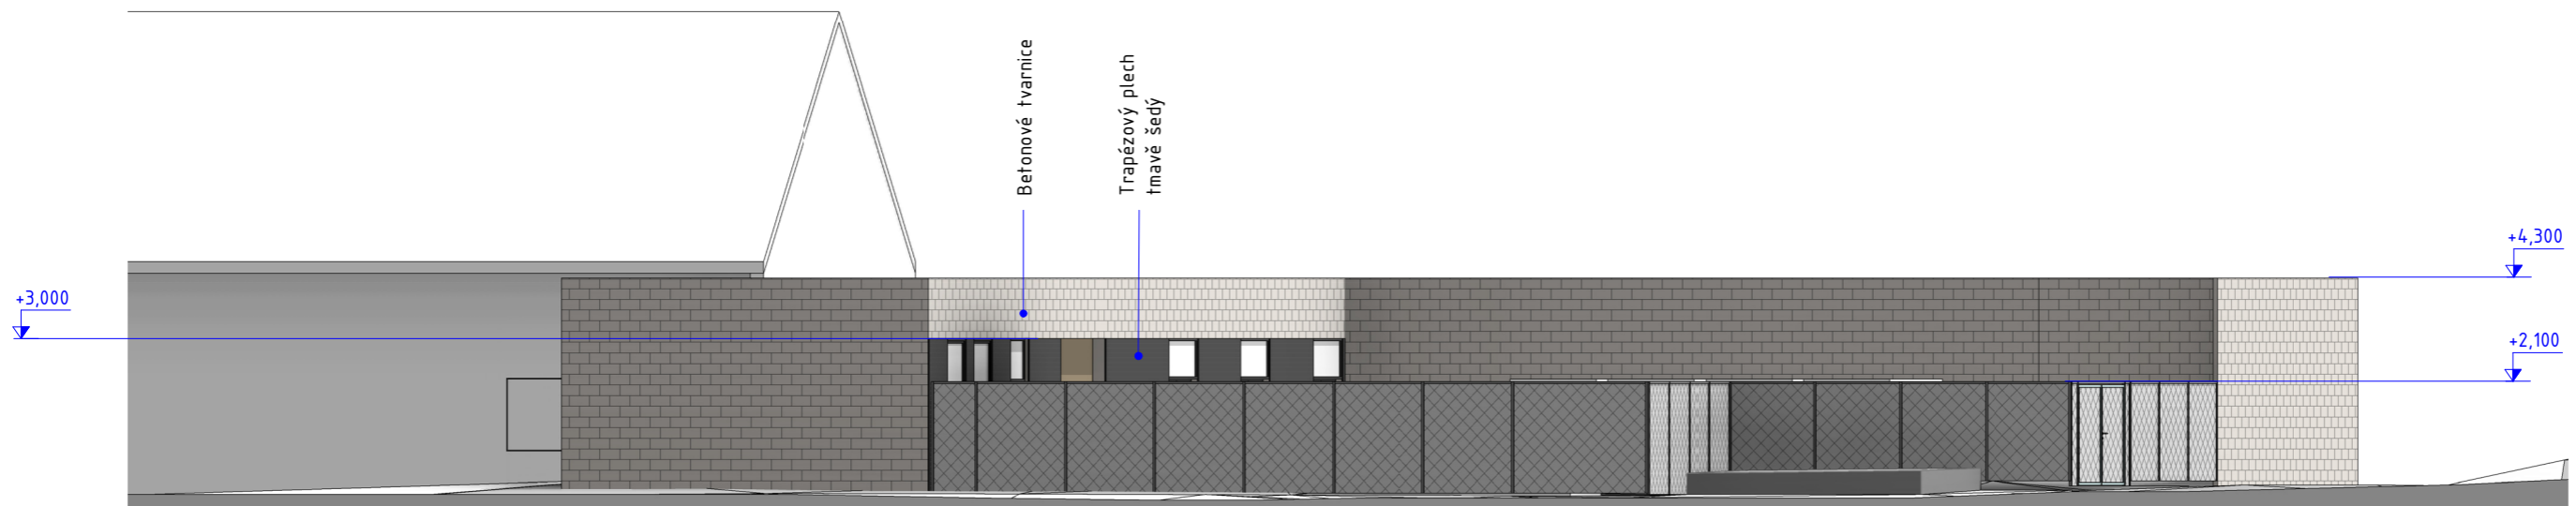 Betonové tvarnice
Trapézový plech
tmavě šedý
+4,300
+3,000
+2,100